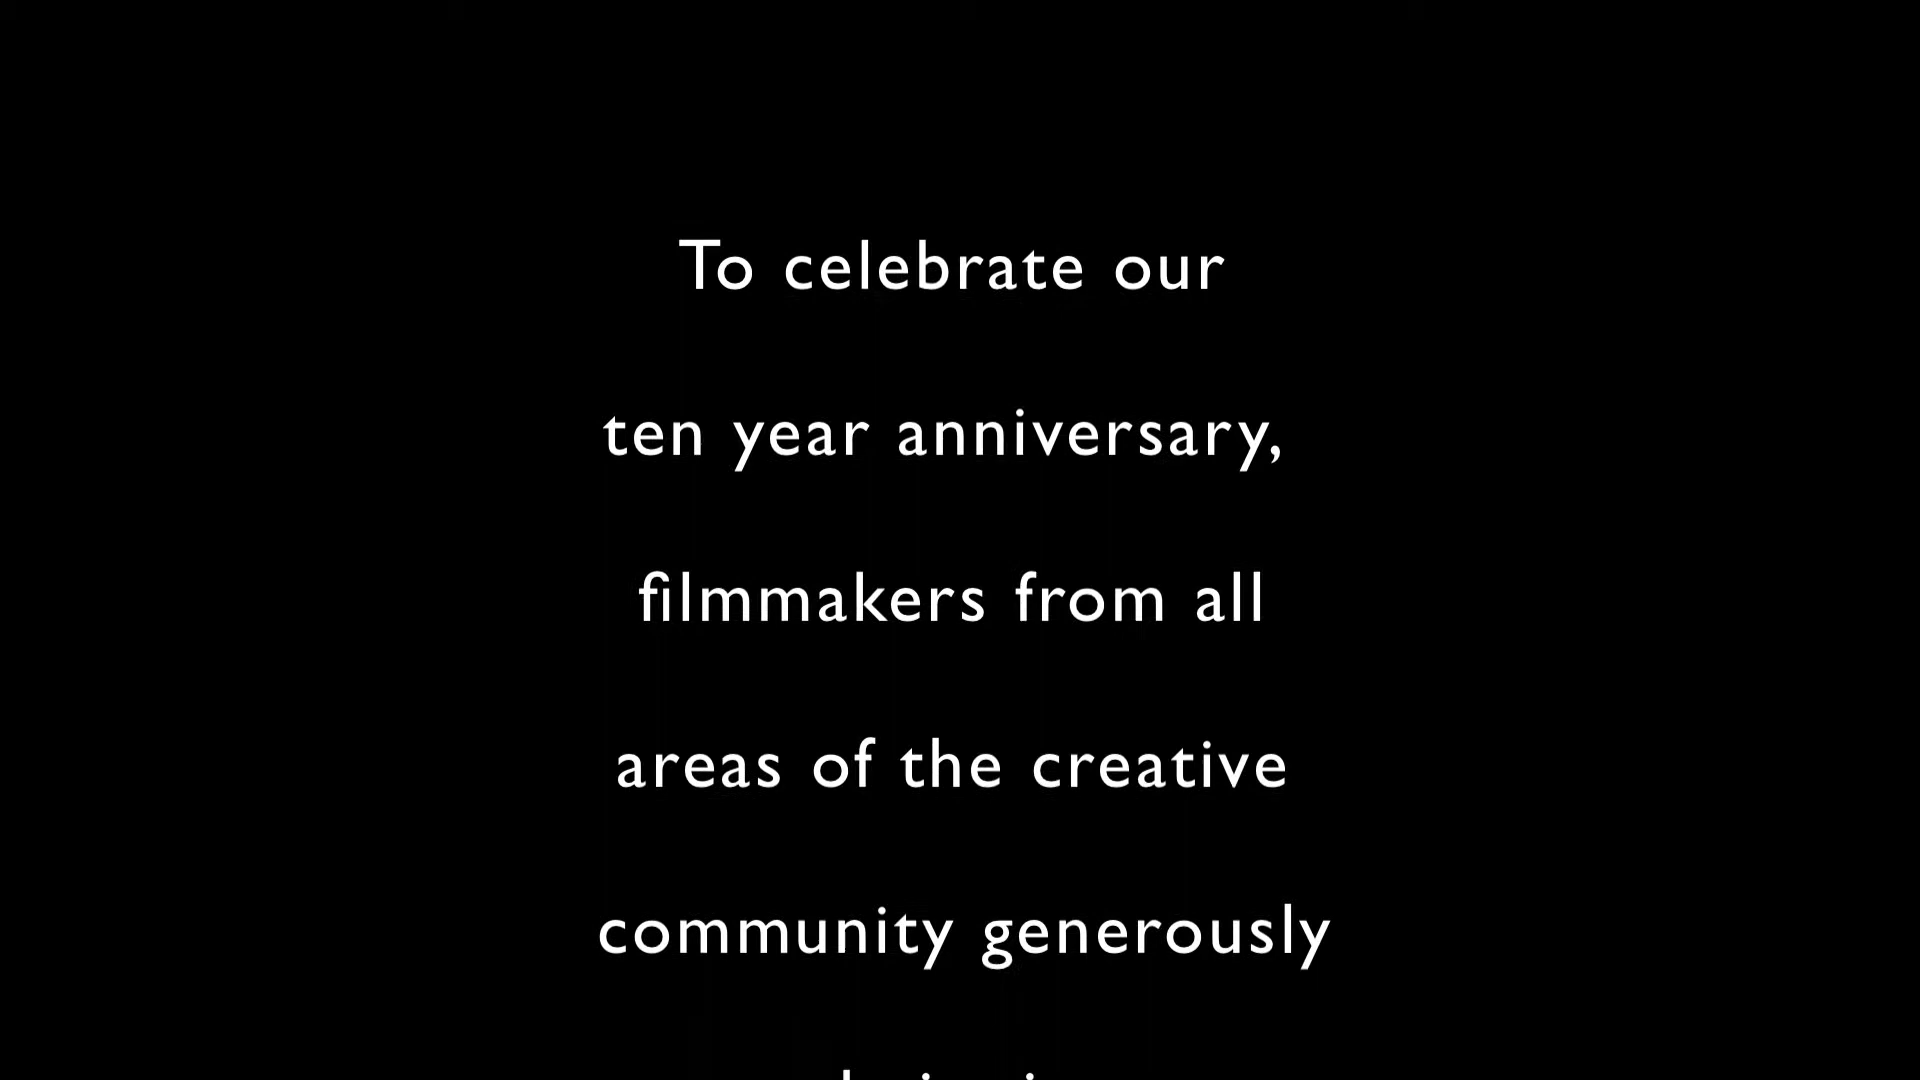 To celebrate our
ten year anniversary,
filmmakers from all
areas of the creative
community generously